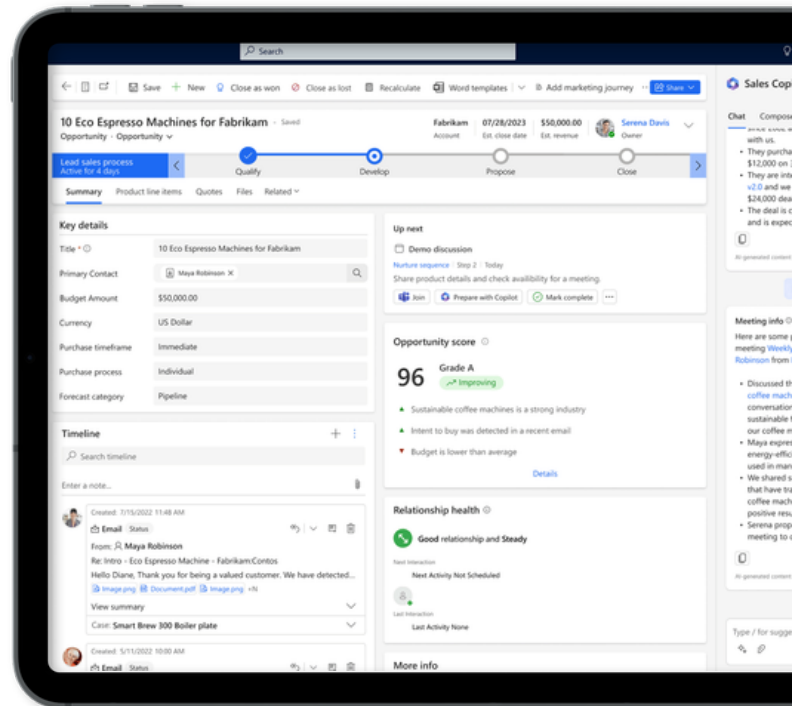 Search
Save New Close as won Close as lost Recalculate Word templates Add marketing journey Share
10 Eco Espresso Machines for Fabrikam - Saved
Opportunity · Opportunity
Fabrikam
Account
07/28/2023
Est. close date
$50,000.00
Est. revenue
Serena Davis
Owner
Lead sales process
Active for 4 days
Qualify Develop Propose Close
Summary Product line items Quotes Files Related
Key details
Title *
10 Eco Espresso Machines for Fabrikam
Primary Contact
Maya Robinson
Budget Amount
$50,000.00
Currency
US Dollar
Purchase timeframe
Immediate
Purchase process
Individual
Forecast category
Pipeline
Timeline
Search timeline
Enter a note...
Created: 7/15/2022 11:48 AM
Email Status
From: Maya Robinson
Re: Intro - Eco Espresso Machine - Fabrikam:Contos
Hello Diane, Thank you for being a valued customer. We have detected...
Image.png Document.pdf Image.png +N
View summary
Case: Smart Brew 300 Boiler plate
Created: 5/11/2022 10:00 AM
Email Status
Up next
Demo discussion
Nurture sequence Step 2 Today
Share product details and check availibility for a meeting.
Join Prepare with Copilot Mark complete
Opportunity score
96
Grade A
Improving
Sustainable coffee machines is a strong industry
Intent to buy was detected in a recent email
Budget is lower than average
Details
Relationship health
Good relationship and Steady
Next Interaction
Next Activity Not Scheduled
Last Interaction
Last Activity None
More info
Sales Copi
Chat Compose
with us.
• They purcha
$12,000 on
• They are inte
v2.0 and we
$24,000 dea
• The deal is c
and is expec
AI-generated content
Meeting info
Here are some p
meeting Weekly
Robinson from
• Discussed th
coffee mach
conversation
sustainable
our coffee m
• Maya expres
energy-effici
used in man
• We shared s
that have tra
coffee mach
positive resu
• Serena prop
meeting to
AI-generated content
Type / for sugge